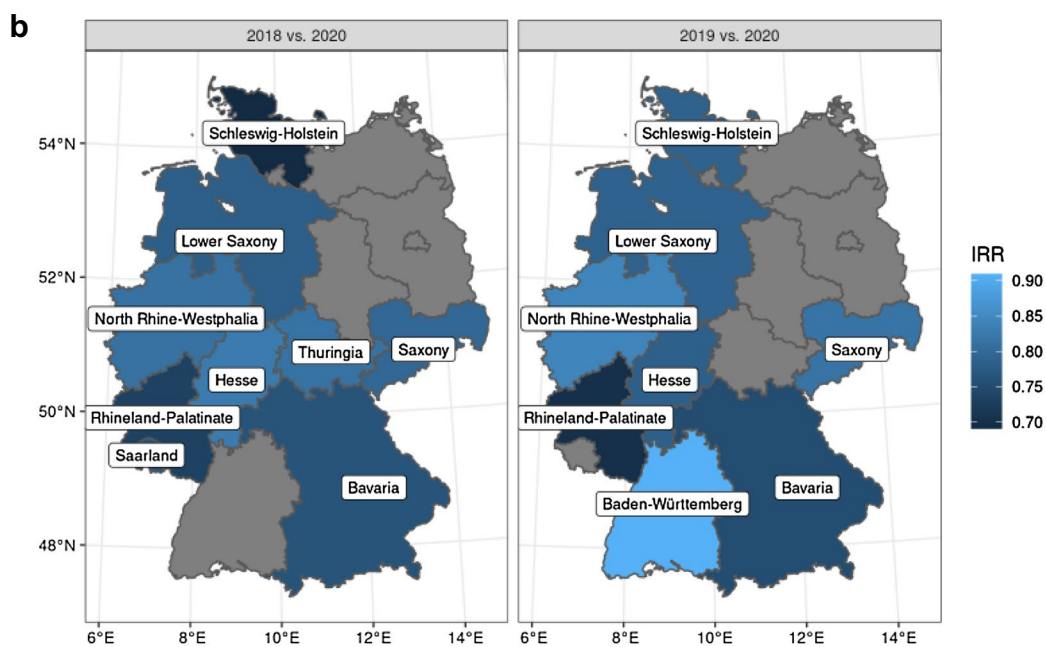 b
2018 vs. 2020
2019 vs. 2020
54°N
52°N
50°N
48°N
Schleswig-Holstein
Lower Saxony
North Rhine-Westphalia
Thuringia
Saxony
Hesse
Rhineland-Palatinate
Saarland
Bavaria
6°E
8°E
10°E
12°E
14°E
Schleswig-Holstein
Lower Saxony
North Rhine-Westphalia
Saxony
Hesse
Rhineland-Palatinate
Bavaria
Baden-Württemberg
6°E
8°E
10°E
12°E
14°E
IRR
0.90
0.85
0.80
0.75
0.70